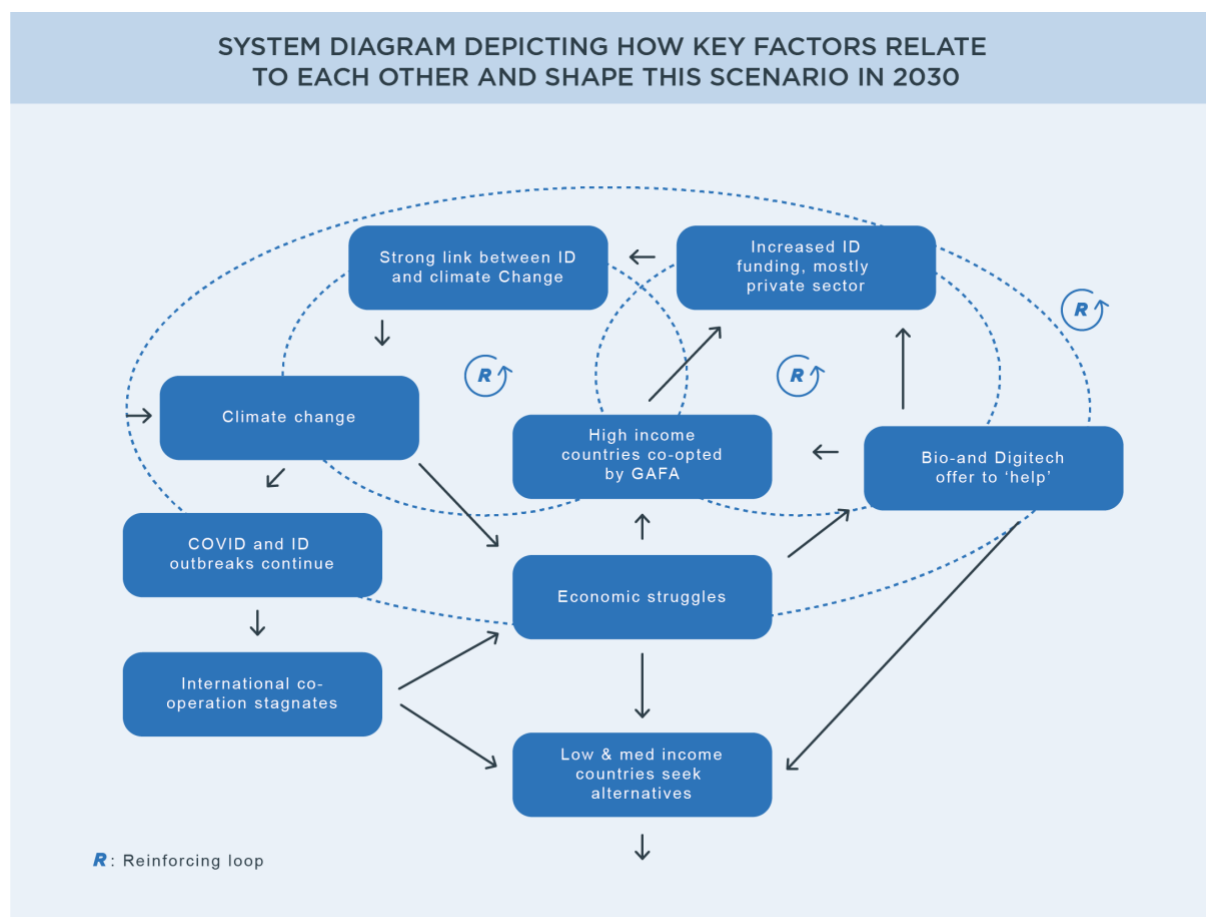 SYSTEM DIAGRAM DEPICTING HOW KEY FACTORS RELATE
TO EACH OTHER AND SHAPE THIS SCENARIO IN 2030
Strong link between ID
and climate Change
Increased ID
funding, mostly
private sector
R
R
R
Climate change
High income
countries co-opted
by GAFA
Bio-and Digitech
offer to ‘help’
COVID and ID
outbreaks continue
Economic struggles
International co-
operation stagnates
Low & med income
countries seek
alternatives
R: Reinforcing loop